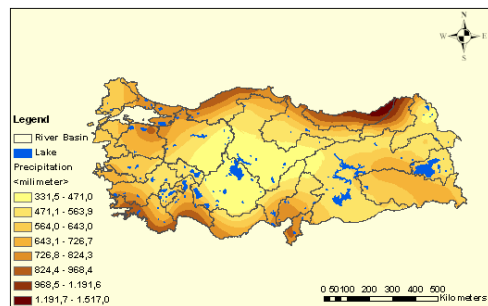 N
W E
S
Legend
River Basin
Lake
Precipitation
<milimeter>
331,5 - 471,0
471,1 - 563,9
564,0 - 643,0
643,1 - 726,7
726,8 - 824,3
824,4 - 968,4
968,5 - 1.191,6
1.191,7 - 1.517,0
0 50 100 200 300 400 500
Kilometers